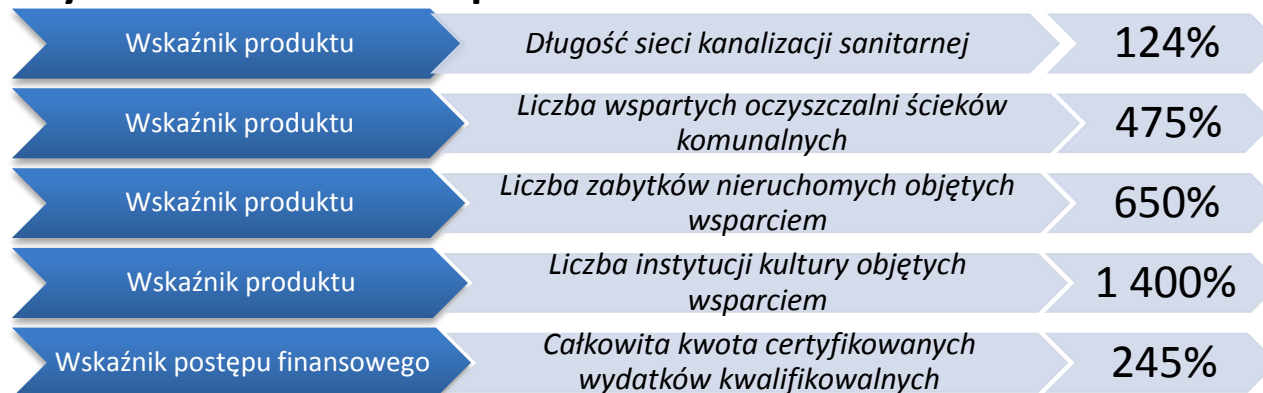 Wskaźnik produktu
Długość sieci kanalizacji sanitarnej
124%
Wskaźnik produktu
Liczba wspartych oczyszczalni ścieków
komunalnych
475%
Wskaźnik produktu
Liczba zabytków nieruchomych objętych
wsparciem
650%
Wskaźnik produktu
Liczba instytucji kultury objętych
wsparciem
1 400%
Wskaźnik postępu finansowego
Całkowita kwota certyfikowanych
wydatków kwalifikowalnych
245%